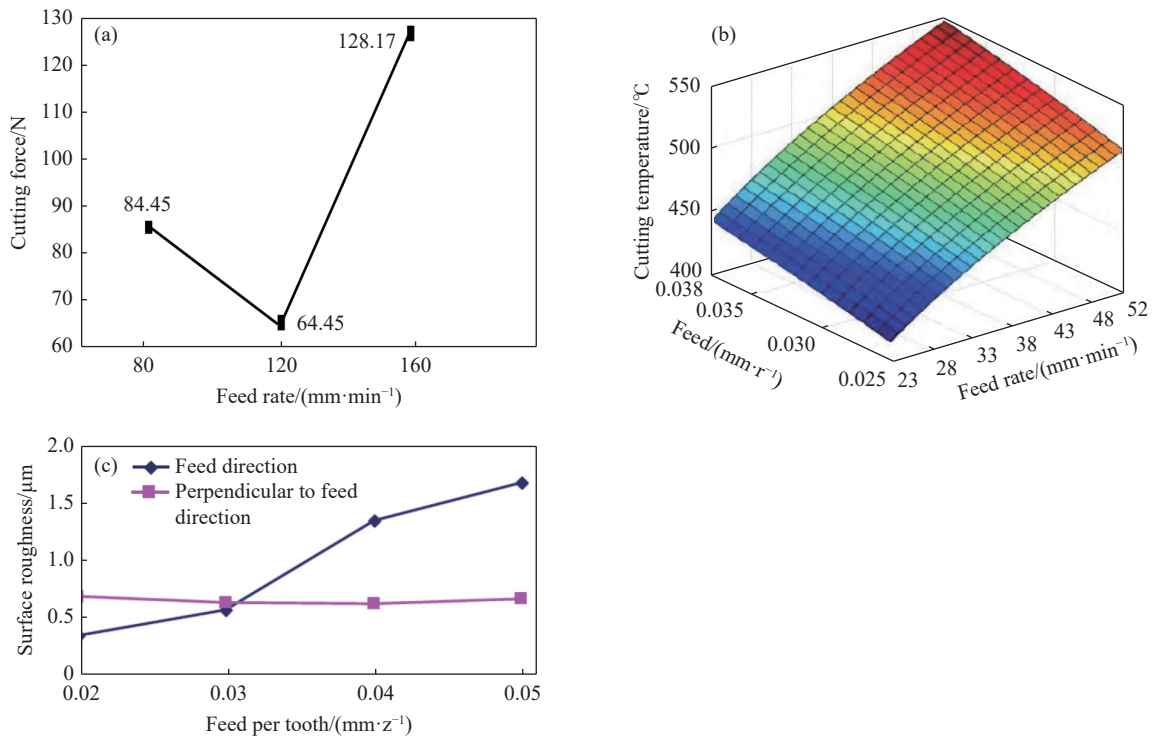 (a)
130
120
110
100
90
80
70
60
Cutting force/N
84.45
64.45
128.17
80
120
160
Feed rate/(mm·min⁻¹)
(b)
550
500
450
400
Cutting temperature/℃
0.038
0.035
0.030
0.025
Feed/(mm·r⁻¹)
23
28
33
38
43
48
52
Feed rate/(mm·min⁻¹)
(c)
2.0
1.5
1.0
0.5
0
Surface roughness/μm
Feed direction
Perpendicular to feed
direction
0.02
0.03
0.04
0.05
Feed per tooth/(mm·z⁻¹)